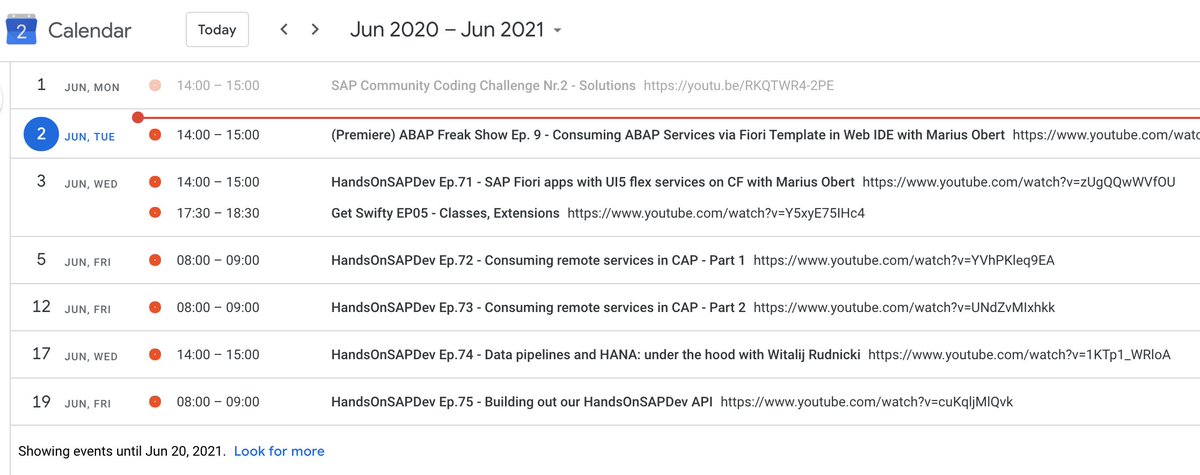 2 Calendar Today Jun 2020 – Jun 2021
1 JUN, MON 14:00 – 15:00 SAP Community Coding Challenge Nr.2 - Solutions https://youtu.be/RKQTWR4-2PE
2 JUN, TUE 14:00 – 15:00 (Premiere) ABAP Freak Show Ep. 9 - Consuming ABAP Services via Fiori Template in Web IDE with Marius Obert https://www.youtube.com/watc
3 JUN, WED 14:00 – 15:00 HandsOnSAPDev Ep.71 - SAP Fiori apps with UI5 flex services on CF with Marius Obert https://www.youtube.com/watch?v=zUgQQwWVfOU
17:30 – 18:30 Get Swifty EP05 - Classes, Extensions https://www.youtube.com/watch?v=Y5xyE75IHc4
5 JUN, FRI 08:00 – 09:00 HandsOnSAPDev Ep.72 - Consuming remote services in CAP - Part 1 https://www.youtube.com/watch?v=YVhPKleq9EA
12 JUN, FRI 08:00 – 09:00 HandsOnSAPDev Ep.73 - Consuming remote services in CAP - Part 2 https://www.youtube.com/watch?v=UNdZvMIxhkk
17 JUN, WED 14:00 – 15:00 HandsOnSAPDev Ep.74 - Data pipelines and HANA: under the hood with Witalij Rudnicki https://www.youtube.com/watch?v=1KTp1_WRloA
19 JUN, FRI 08:00 – 09:00 HandsOnSAPDev Ep.75 - Building out our HandsOnSAPDev API https://www.youtube.com/watch?v=cuKqljMlQvk
Showing events until Jun 20, 2021. Look for more